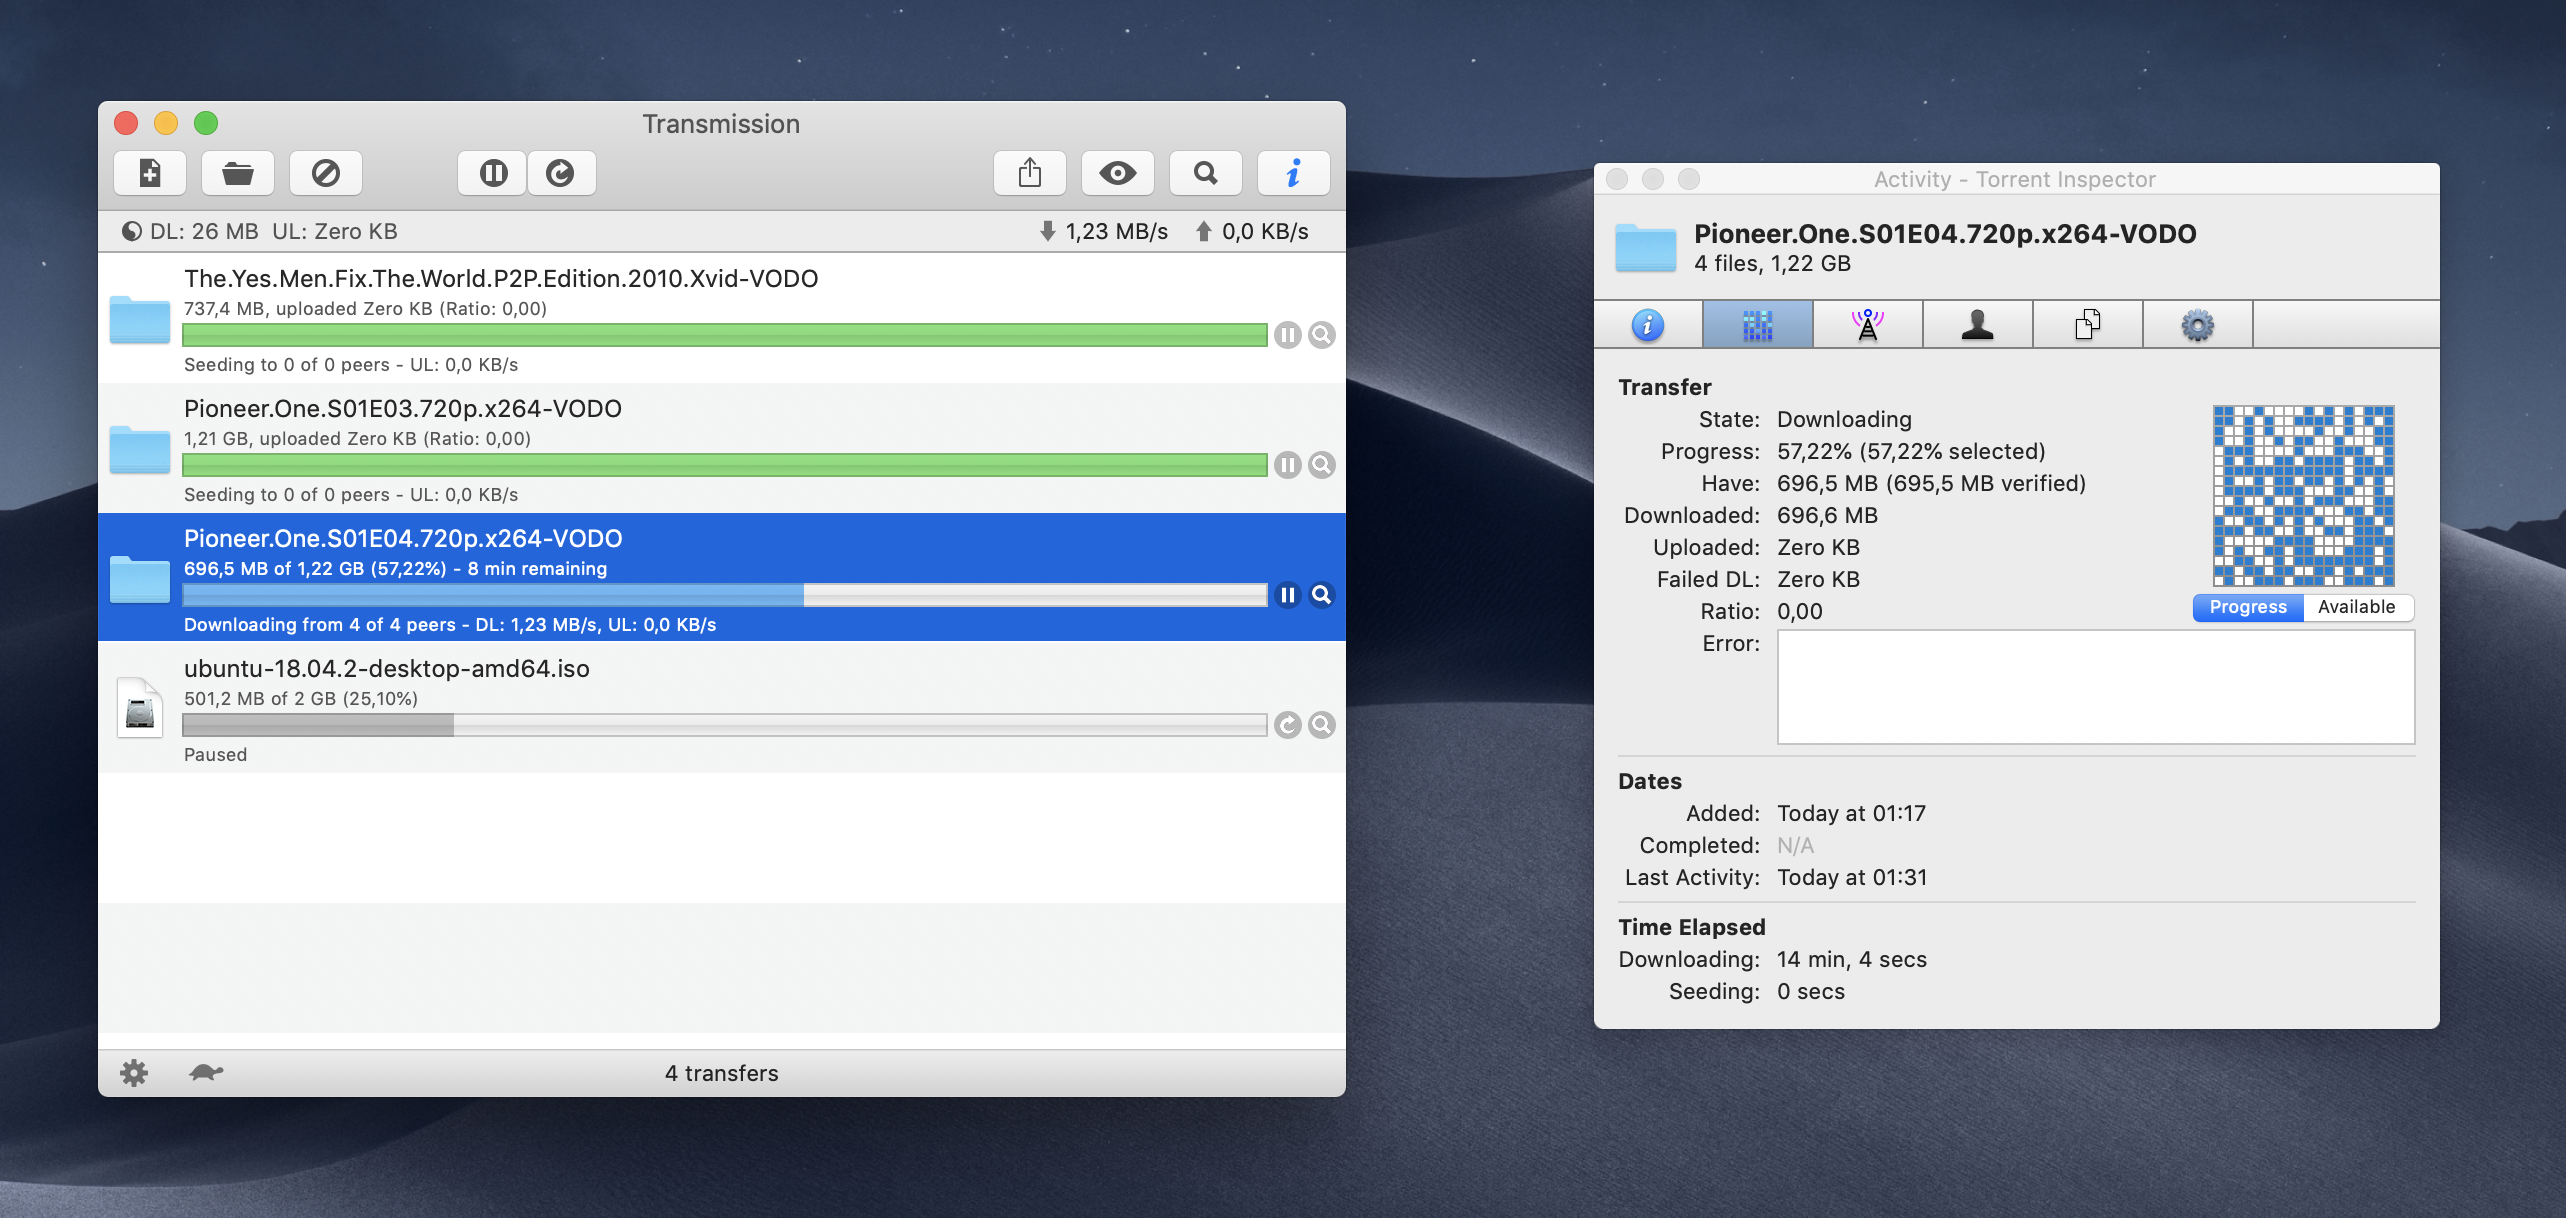 Transmission
DL: 26 MB UL: Zero KB
1,23 MB/s 0,0 KB/s
The.Yes.Men.Fix.The.World.P2P.Edition.2010.Xvid-VODO
737,4 MB, uploaded Zero KB (Ratio: 0,00)
Seeding to 0 of 0 peers - UL: 0,0 KB/s
Pioneer.One.S01E03.720p.x264-VODO
1,21 GB, uploaded Zero KB (Ratio: 0,00)
Seeding to 0 of 0 peers - UL: 0,0 KB/s
Pioneer.One.S01E04.720p.x264-VODO
696,5 MB of 1,22 GB (57,22%) - 8 min remaining
Downloading from 4 of 4 peers - DL: 1,23 MB/s, UL: 0,0 KB/s
ubuntu-18.04.2-desktop-amd64.iso
501,2 MB of 2 GB (25,10%)
Paused
4 transfers
Activity - Torrent Inspector
Pioneer.One.S01E04.720p.x264-VODO
4 files, 1,22 GB
Transfer
State: Downloading
Progress: 57,22% (57,22% selected)
Have: 696,5 MB (695,5 MB verified)
Downloaded: 696,6 MB
Uploaded: Zero KB
Failed DL: Zero KB
Ratio: 0,00
Progress Available
Error:
Dates
Added: Today at 01:17
Completed: N/A
Last Activity: Today at 01:31
Time Elapsed
Downloading: 14 min, 4 secs
Seeding: 0 secs